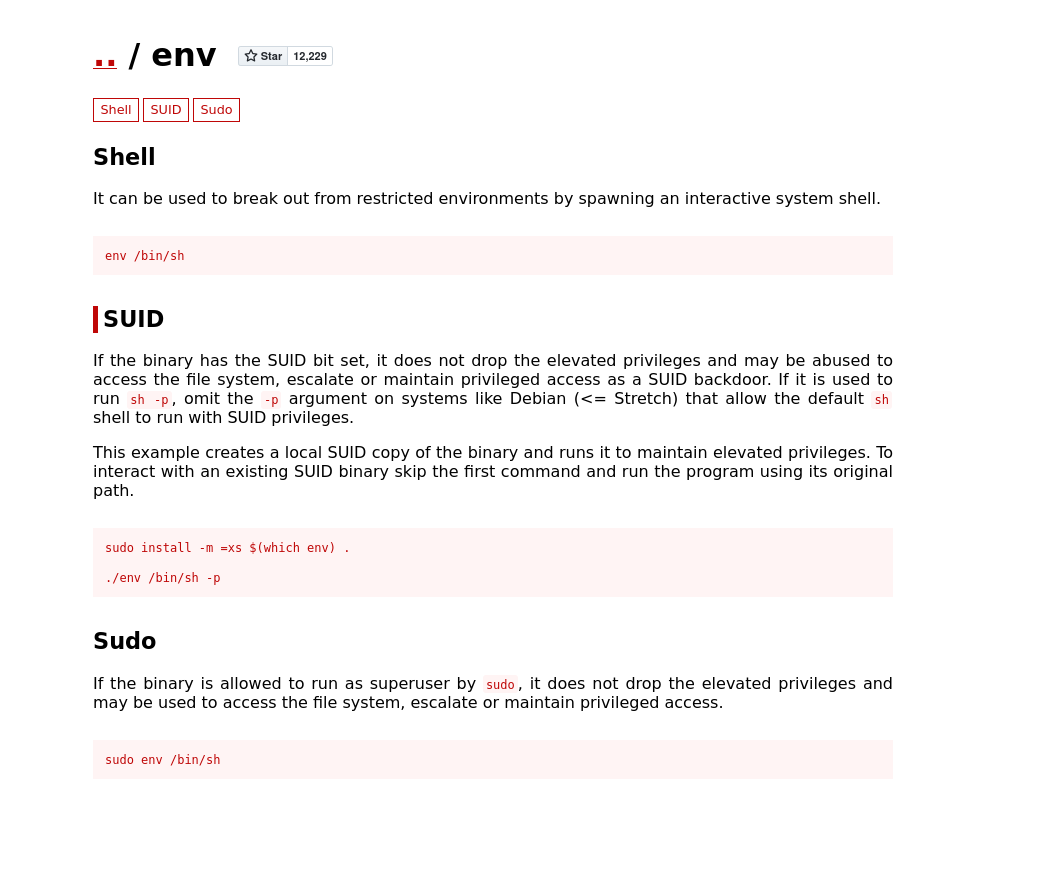 .. / env Star 12,229
Shell SUID Sudo
Shell
It can be used to break out from restricted environments by spawning an interactive system shell.
env /bin/sh
SUID
If the binary has the SUID bit set, it does not drop the elevated privileges and may be abused to
access the file system, escalate or maintain privileged access as a SUID backdoor. If it is used to
run sh -p, omit the -p argument on systems like Debian (<= Stretch) that allow the default sh
shell to run with SUID privileges.
This example creates a local SUID copy of the binary and runs it to maintain elevated privileges. To
interact with an existing SUID binary skip the first command and run the program using its original
path.
sudo install -m =xs $(which env) .
./env /bin/sh -p
Sudo
If the binary is allowed to run as superuser by sudo, it does not drop the elevated privileges and
may be used to access the file system, escalate or maintain privileged access.
sudo env /bin/sh